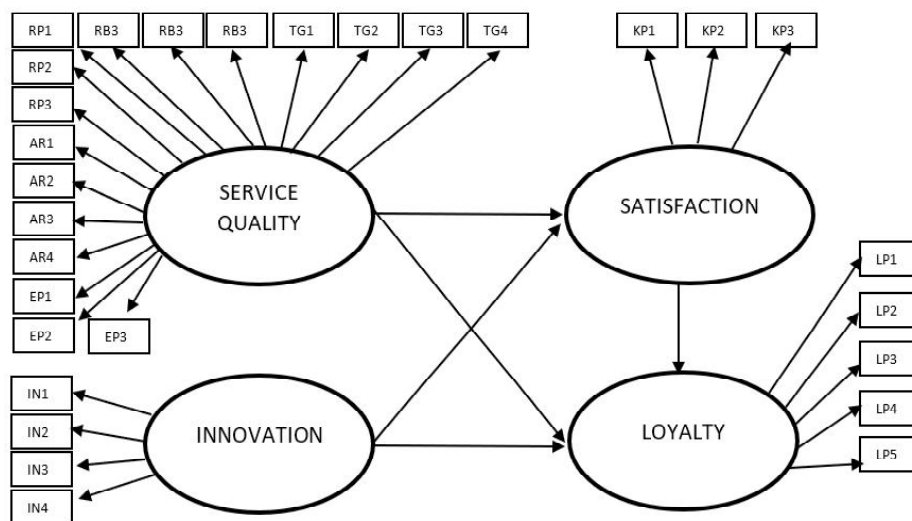 RP1 RB3 RB3 RB3 TG1 TG2 TG3 TG4 KP1 KP2 KP3
RP2
RP3
AR1
AR2
AR3
AR4
EP1
EP2 EP3
SERVICE
QUALITY
SATISFACTION
LP1
LP2
LP3
LP4
LP5
IN1
IN2
IN3
IN4
INNOVATION
LOYALTY